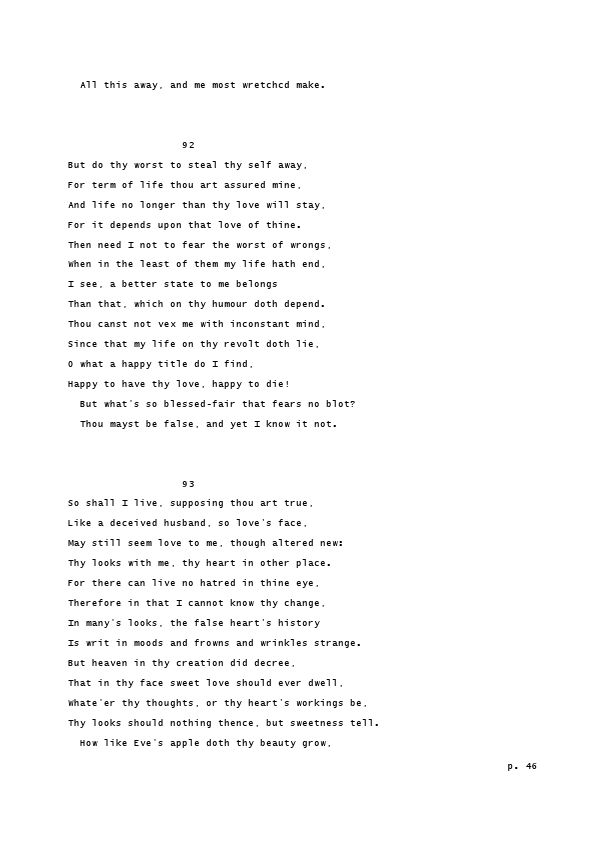 All this away, and me most wretchcd make.
92
But do thy worst to steal thy self away,
For term of life thou art assured mine,
And life no longer than thy love will stay,
For it depends upon that love of thine.
Then need I not to fear the worst of wrongs,
When in the least of them my life hath end,
I see, a better state to me belongs
Than that, which on thy humour doth depend.
Thou canst not vex me with inconstant mind,
Since that my life on thy revolt doth lie,
O what a happy title do I find,
Happy to have thy love, happy to die!
But what's so blessed-fair that fears no blot?
Thou mayst be false, and yet I know it not.
93
So shall I live, supposing thou art true,
Like a deceived husband, so love's face,
May still seem love to me, though altered new:
Thy looks with me, thy heart in other place.
For there can live no hatred in thine eye,
Therefore in that I cannot know thy change,
In many's looks, the false heart's history
Is writ in moods and frowns and wrinkles strange.
But heaven in thy creation did decree,
That in thy face sweet love should ever dwell,
Whate'er thy thoughts, or thy heart's workings be,
Thy looks should nothing thence, but sweetness tell.
How like Eve's apple doth thy beauty grow,
p. 46